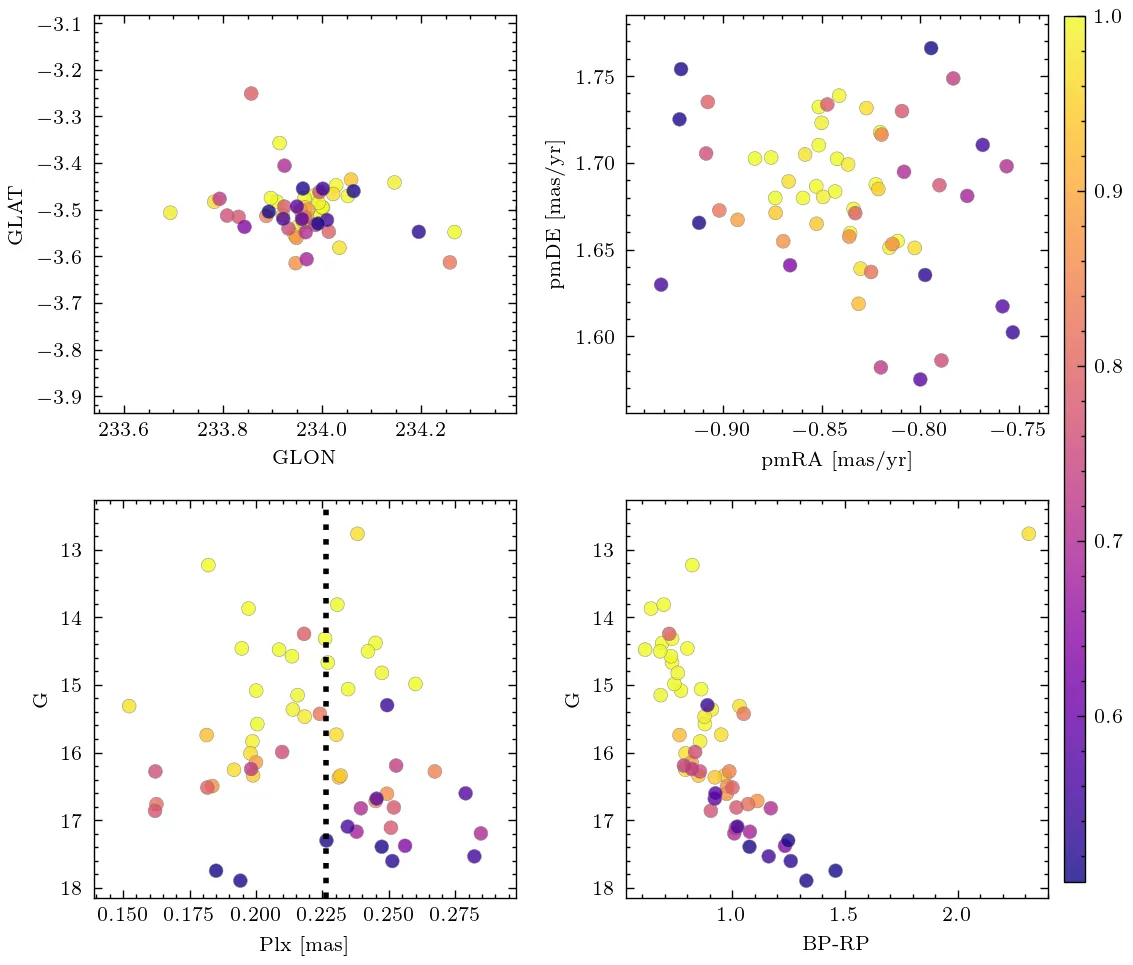 −3.1
−3.2
−3.3
−3.4
−3.5
−3.6
−3.7
−3.8
−3.9
GLAT
233.6 233.8 234.0 234.2
GLON
1.75
1.70
1.65
1.60
pmDE [mas/yr]
−0.90 −0.85 −0.80 −0.75
pmRA [mas/yr]
1.0
0.9
0.8
0.7
0.6
13
14
15
16
17
18
G
0.150 0.175 0.200 0.225 0.250 0.275
Plx [mas]
13
14
15
16
17
18
G
1.0 1.5 2.0
BP-RP